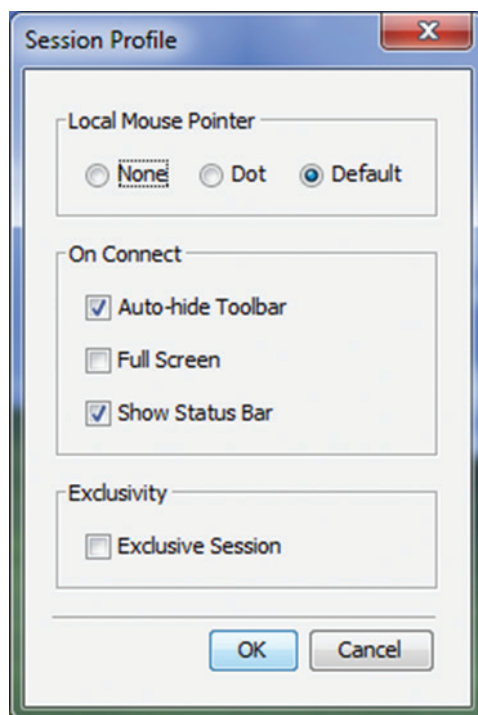 Session Profile
Local Mouse Pointer
None Dot Default
On Connect
Auto-hide Toolbar
Full Screen
Show Status Bar
Exclusivity
Exclusive Session
OK Cancel